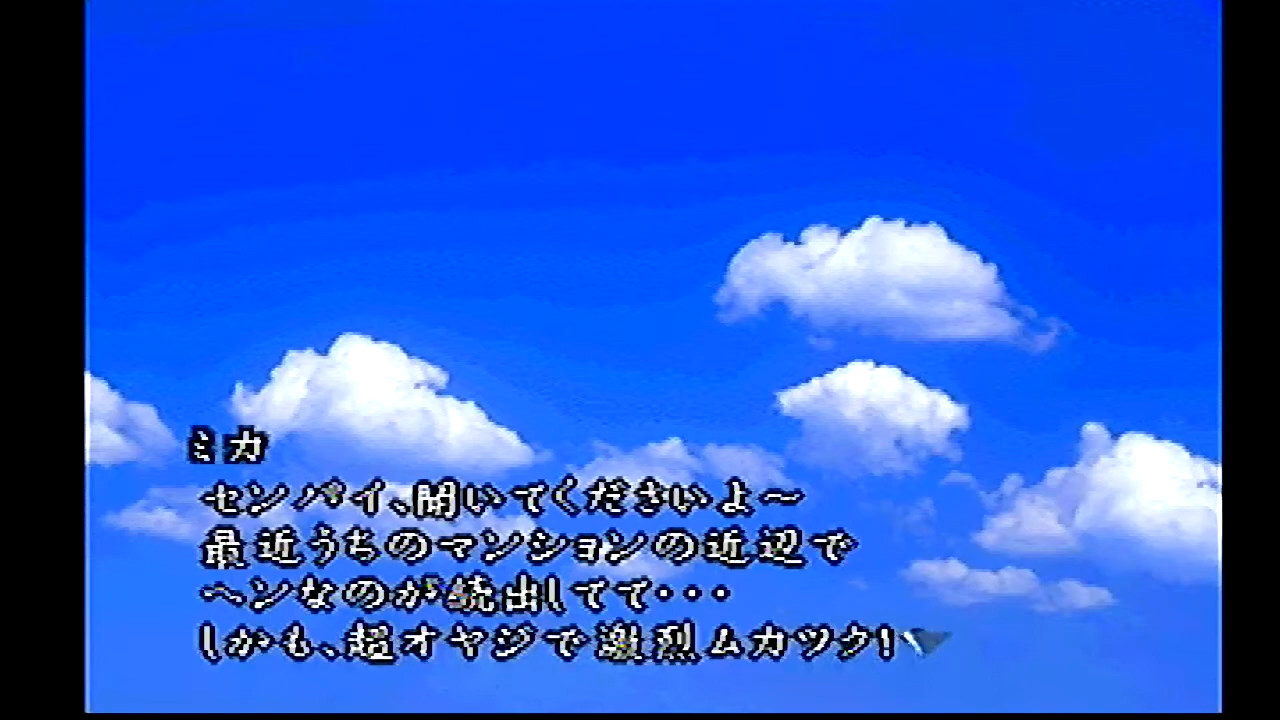 ミカ
センパイ、聞いてくださいよ〜
最近うちのマンションの近辺で
ヘンなのが続出してて・・・
しかも、超オヤジで激烈ムカツク!